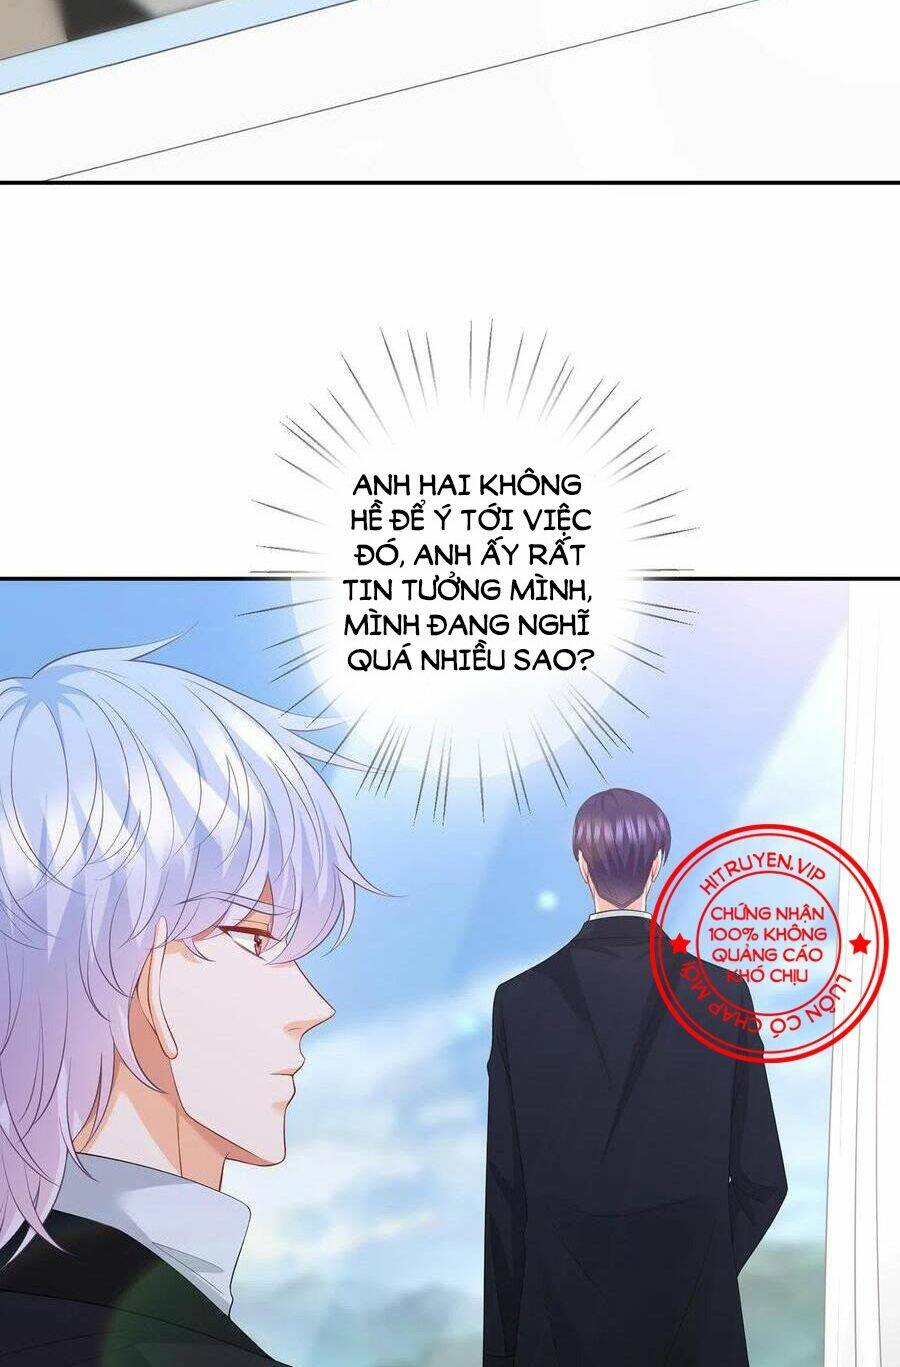 ANH HAI KHÔNG
HỀ ĐỂ Ý TỚI VIỆC
ĐÓ, ANH ẤY RẤT
TIN TƯỞNG MÌNH,
MÌNH ĐANG NGHĨ
QUÁ NHIỀU SAO?
HITRUYEN.VIP
CHỨNG NHẬN
100% KHÔNG
QUẢNG CÁO
KHÓ CHỊU
LUÔN CÓ CHAP MỚI